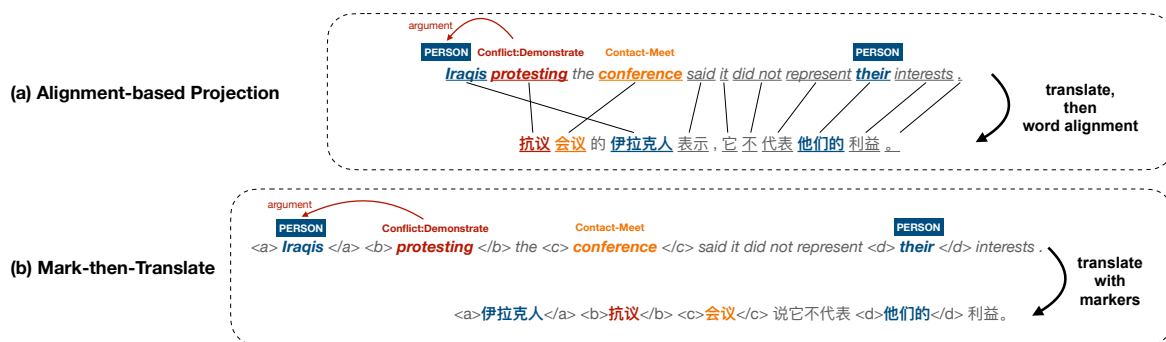 argument
PERSON Conflict:Demonstrate Contact-Meet PERSON
Iraqis protesting the conference said it did not represent their interests .
(a) Alignment-based Projection
translate,
then
word alignment
抗议 会议 的 伊拉克人 表示 , 它 不 代表 他们的 利益 。
argument
PERSON Conflict:Demonstrate Contact-Meet PERSON
<a> Iraqis </a> <b> protesting </b> the <c> conference </c> said it did not represent <d> their </d> interests .
(b) Mark-then-Translate
translate
with
markers
<a>伊拉克人</a> <b>抗议</b> <c>会议</c> 说它不代表 <d>他们的</d> 利益。